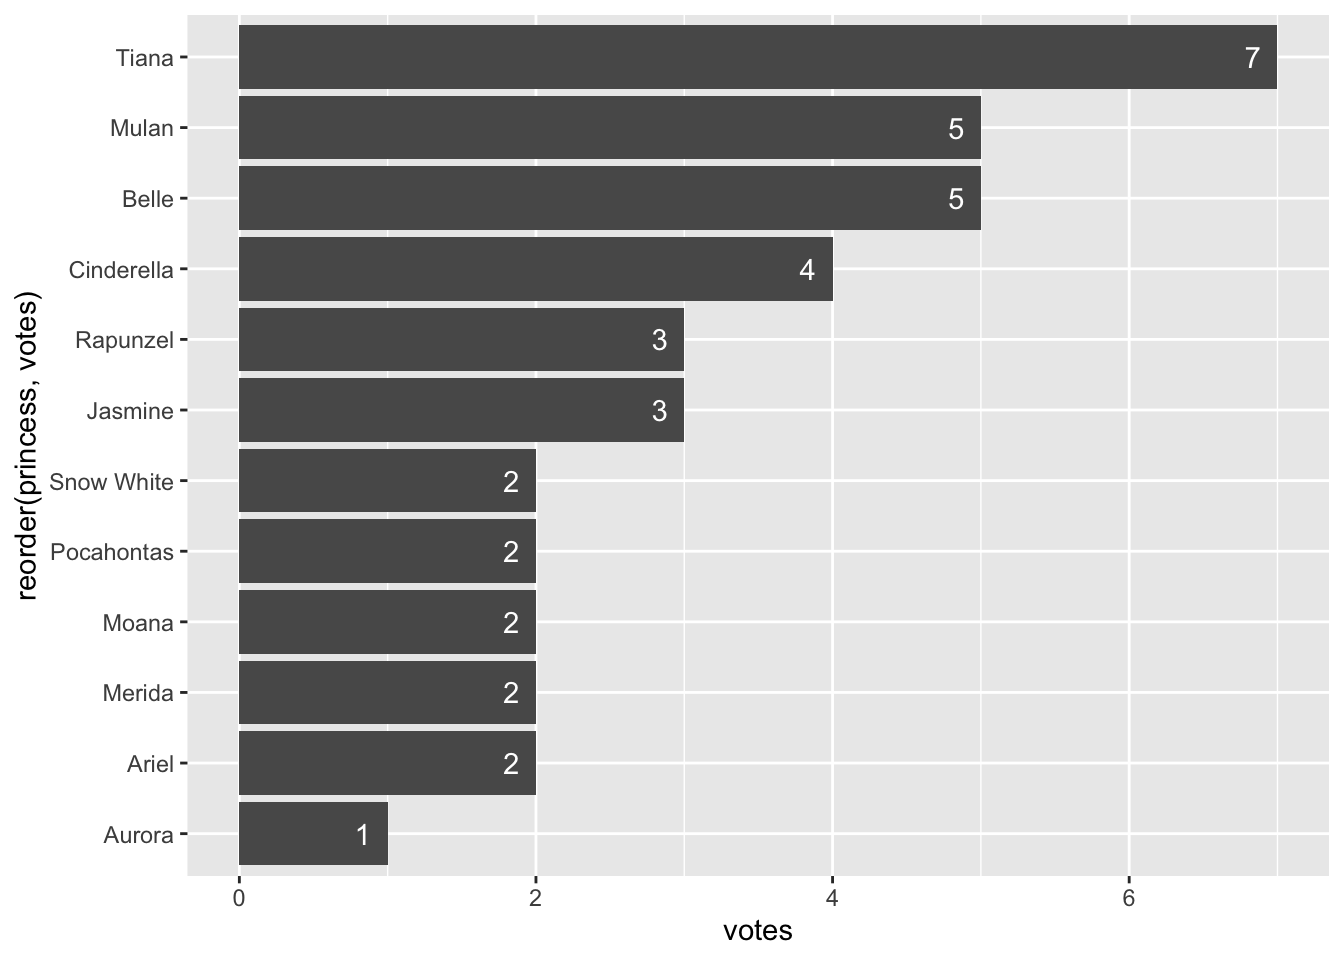 reorder(princess, votes)
Tiana 7
Mulan 5
Belle 5
Cinderella 4
Rapunzel 3
Jasmine 3
Snow White 2
Pocahontas 2
Moana 2
Merida 2
Ariel 2
Aurora 1
0 2 4 6
votes